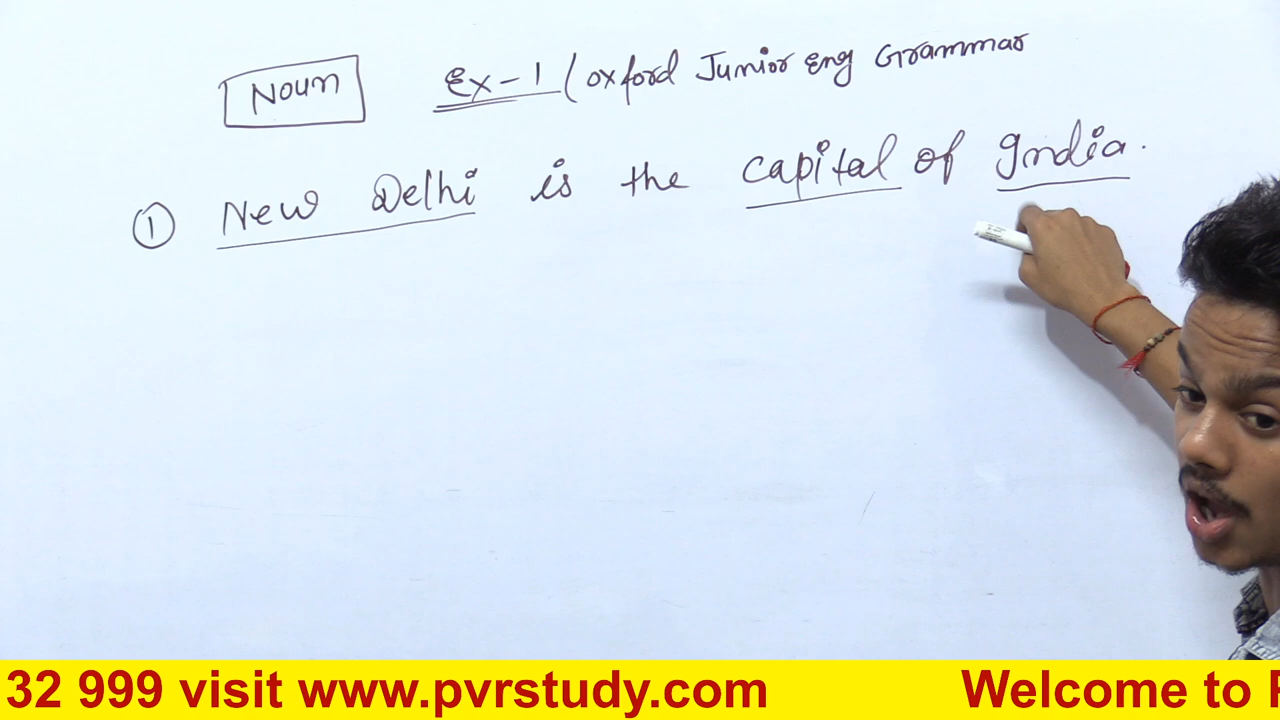 Noun Ex-1 (Oxford Junior Eng Grammar
① New Delhi is the capital of India.
32 999 visit www.pvrstudy.com Welcome to